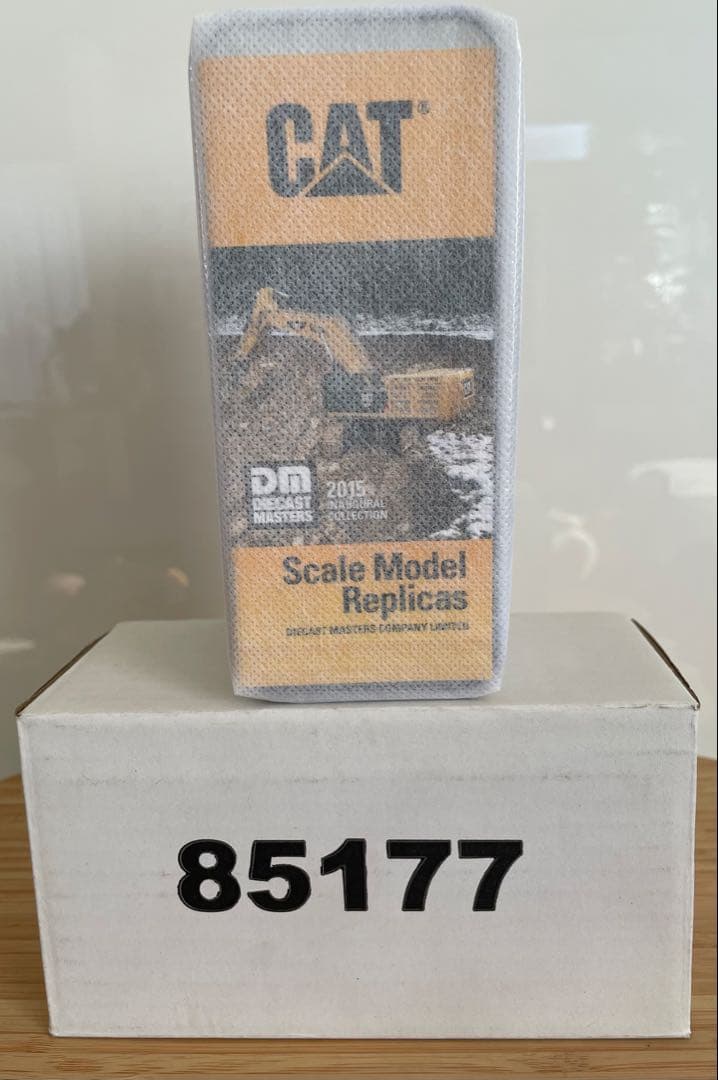 CAT®
DM
DIECAST
MASTERS
2015
INAUGURAL
COLLECTION
Scale Model
Replicas
DIECAST MASTERS COMPANY LIMITED
85177